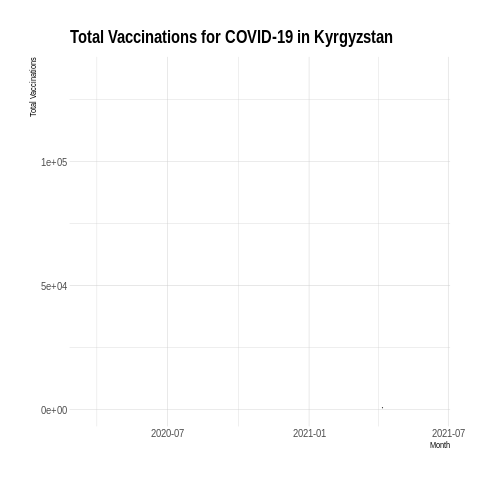 Total Vaccinations for COVID-19 in Kyrgyzstan
Total Vaccinations
1e+05
5e+04
0e+00
2020-07
2021-01
2021-07
Month